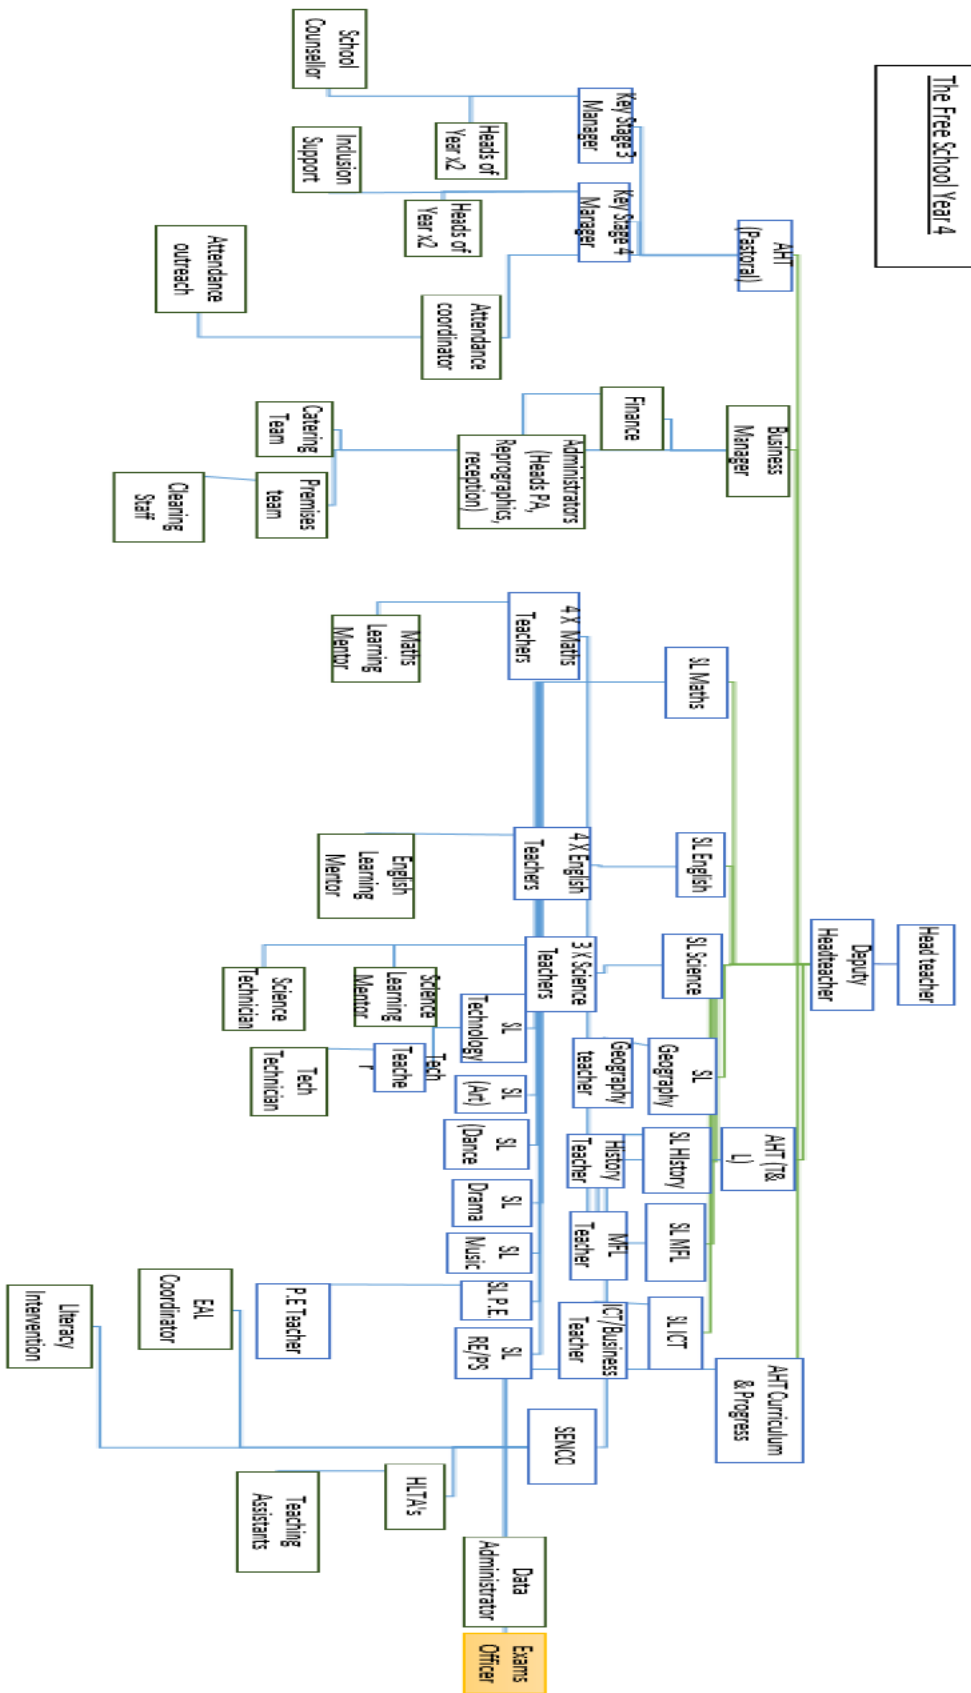 The Free School Year 4
Head teacher
Deputy
Headteacher
AHT
(Pastoral)
Business
Manager
AHT (T&
L)
AHT Curriculum
& Progress
Key Stage 3
Manager
Key Stage 4
Manager
Finance
SL Maths
SL English
SL Science
SL
Geography
SL HIstory
SL MFL
SL ICT
School
Counsellor
Heads of
Year x2
Inclusion
Support
Heads of
Year x2
Attendance
coordinator
Attendance
outreach
Administrators
(Heads PA,
Reprographics,
reception)
Catering
Team
Premises
team
Cleaning
Staff
4 X Maths
Teachers
Maths
Learning
Mentor
4 X English
Teachers
English
Learning
Mentor
3 X Science
Teachers
Science
Learning
Mentor
Science
Technician
Geography
teacher
History
Teacher
MFL
Teacher
ICT/Business
Teacher
SL
Technology
Tech
Teache
r
Tech
Technician
SL
(Art)
SL
(Dance
SL
Drama
SL
Music
SL P.E.
P.E Teacher
SL
RE/PS
SENCO
EAL
Coordinator
Literacy
Intervention
HLTA's
Teaching
Assistants
Data
Administrator
Exams
Officer